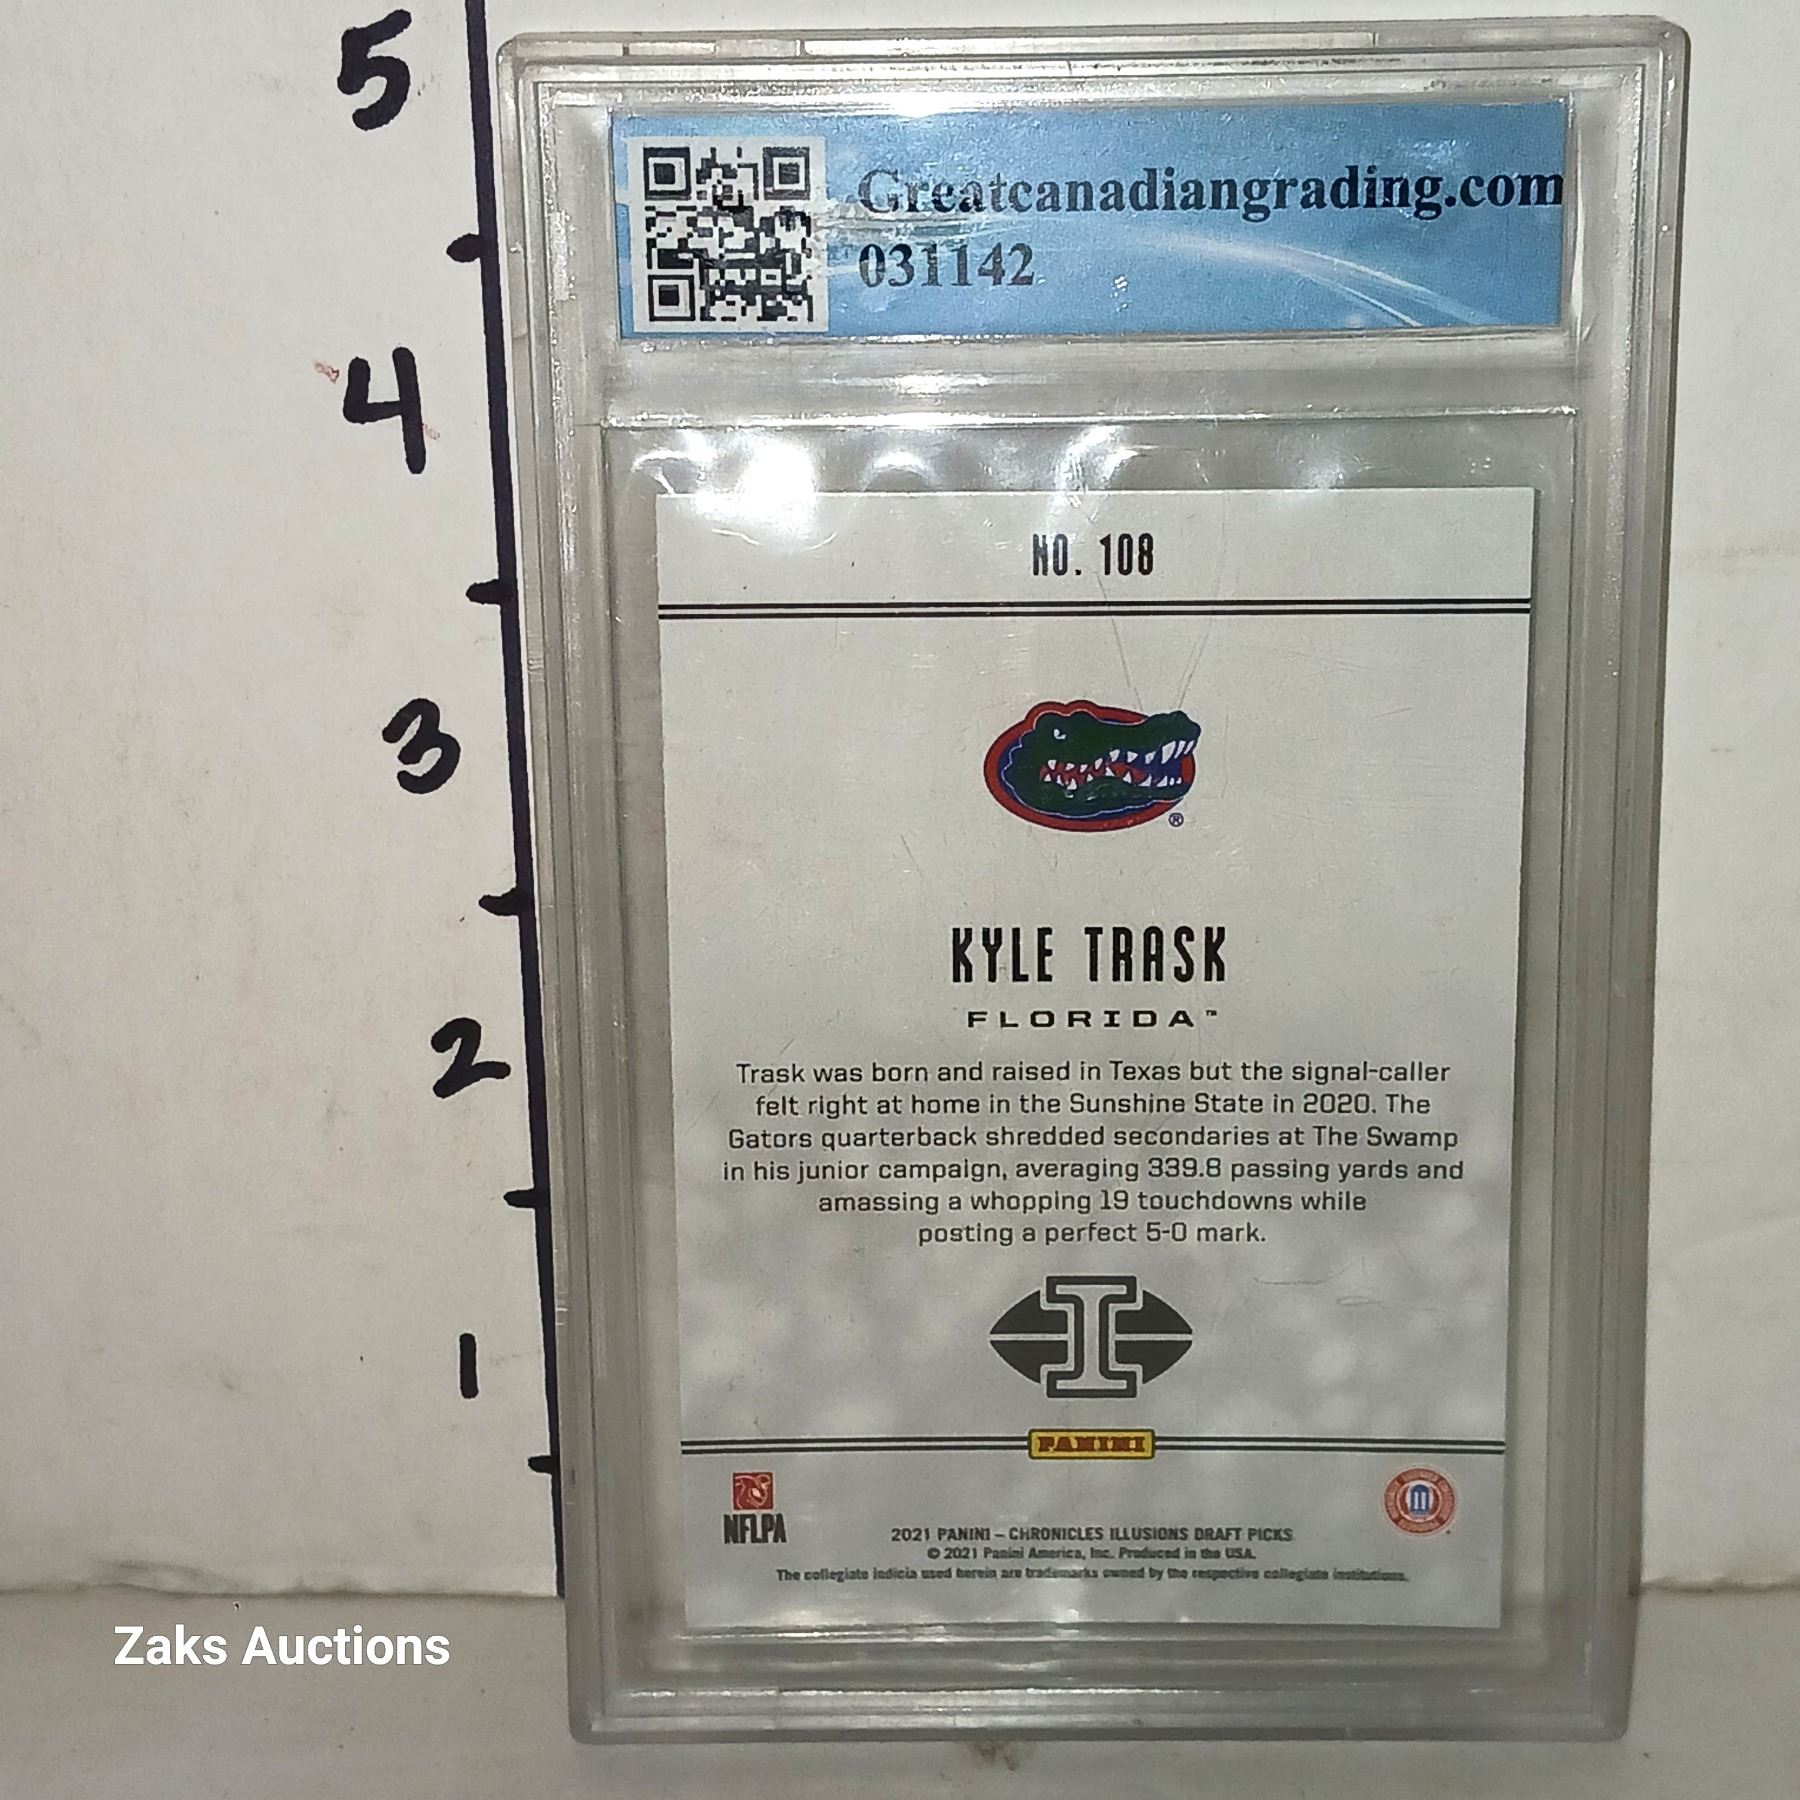 5
4
3
2
1
Greatcanadiangrading.com
031142
NO. 108
®
KYLE TRASK
FLORIDA™
Trask was born and raised in Texas but the signal-caller
felt right at home in the Sunshine State in 2020. The
Gators quarterback shredded secondaries at The Swamp
in his junior campaign, averaging 339.8 passing yards and
amassing a whopping 19 touchdowns while
posting a perfect 5-0 mark.
I
PANINI
NFLPA
2021 PANINI – CHRONICLES ILLUSIONS DRAFT PICKS
© 2021 Panini America, Inc. Produced in the USA.
The collegiate indicia used herein are trademarks owned by the respective collegiate institutions.
Zaks Auctions